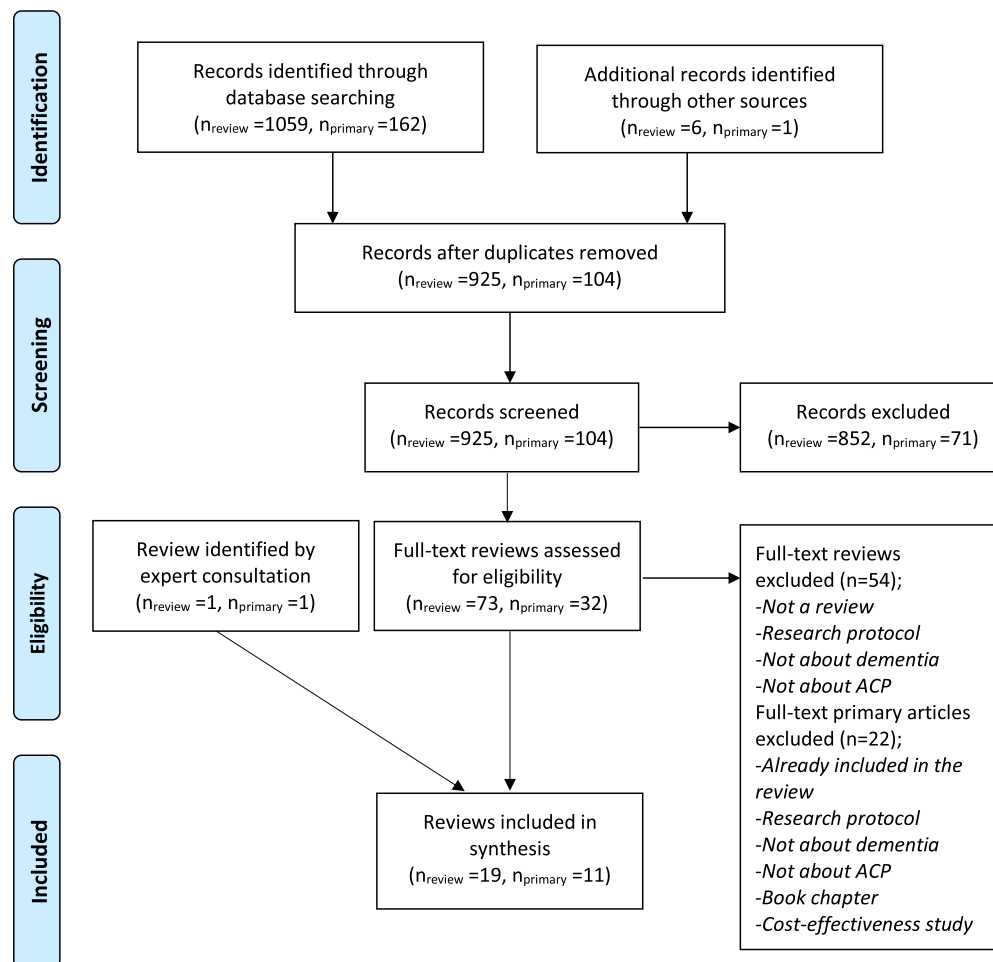 Identification
Records identified through
database searching
(nreview =1059, nprimary =162)
Additional records identified
through other sources
(nreview =6, nprimary =1)
Records after duplicates removed
(nreview =925, nprimary =104)
Screening
Records screened
(nreview =925, nprimary =104)
Records excluded
(nreview =852, nprimary =71)
Eligibility
Review identified by
expert consultation
(nreview =1, nprimary =1)
Full-text reviews assessed
for eligibility
(nreview =73, nprimary =32)
Full-text reviews
excluded (n=54);
-Not a review
-Research protocol
-Not about dementia
-Not about ACP
Full-text primary articles
excluded (n=22);
-Already included in the
review
-Research protocol
-Not about dementia
-Not about ACP
-Book chapter
-Cost-effectiveness study
Included
Reviews included in
synthesis
(nreview =19, nprimary =11)